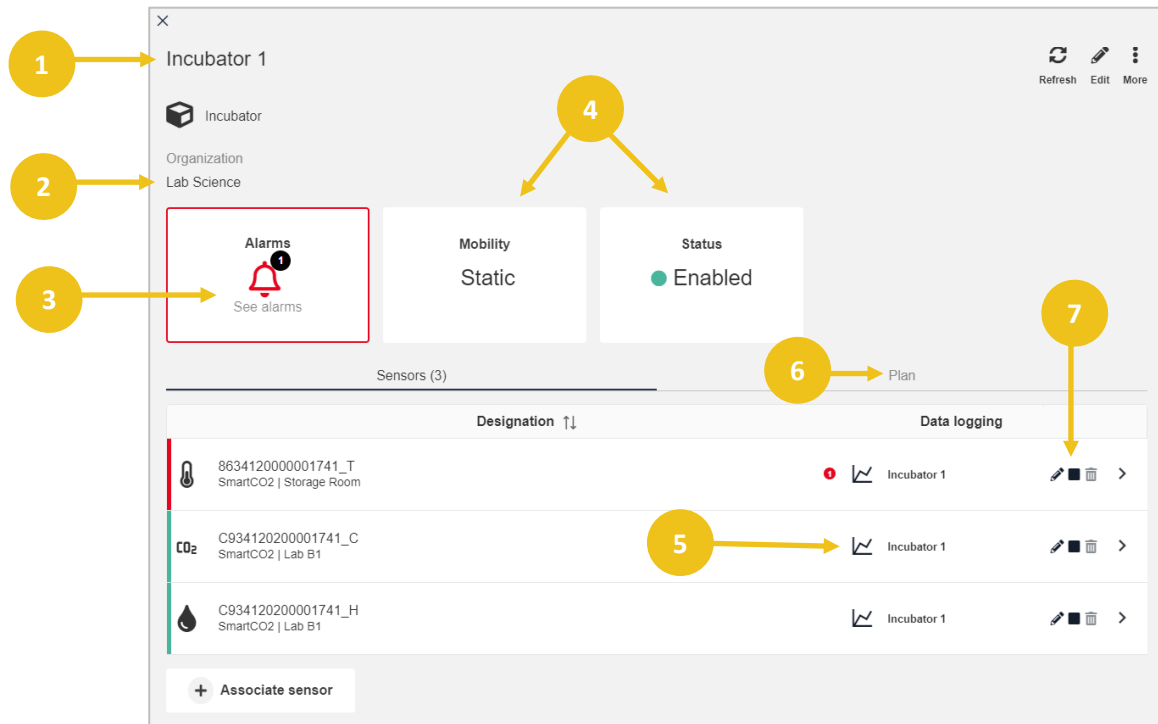 Incubator 1
1
Refresh Edit More
Incubator
4
Organization
2
Lab Science
Alarms
1
See alarms
Mobility
Static
Status
Enabled
3
7
Sensors (3)
6
Plan
Designation
Data logging
8634120000001741_T
SmartCO2 | Storage Room
1
Incubator 1
CO2
C934120200001741_C
SmartCO2 | Lab B1
5
Incubator 1
C934120200001741_H
SmartCO2 | Lab B1
Incubator 1
+ Associate sensor